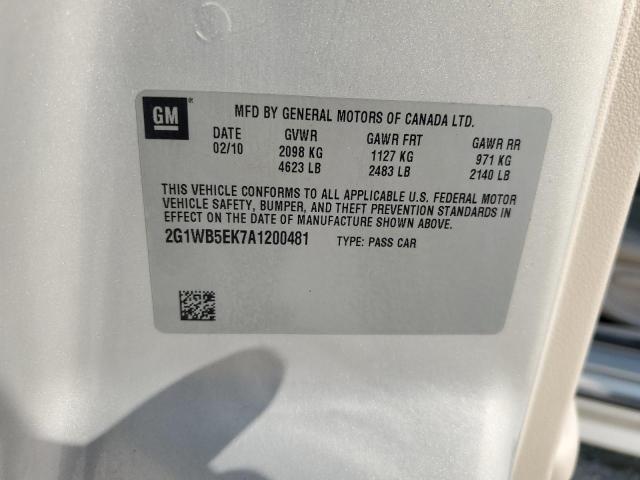 GM
MFD BY GENERAL MOTORS OF CANADA LTD.
DATE GVWR GAWR FRT GAWR RR
02/10 2098 KG 1127 KG 971 KG
4623 LB 2483 LB 2140 LB
THIS VEHICLE CONFORMS TO ALL APPLICABLE U.S. FEDERAL MOTOR
VEHICLE SAFETY, BUMPER, AND THEFT PREVENTION STANDARDS IN
EFFECT ON THE DATE OF MANUFACTURE SHOWN ABOVE.
2G1WB5EK7A1200481 TYPE: PASS CAR